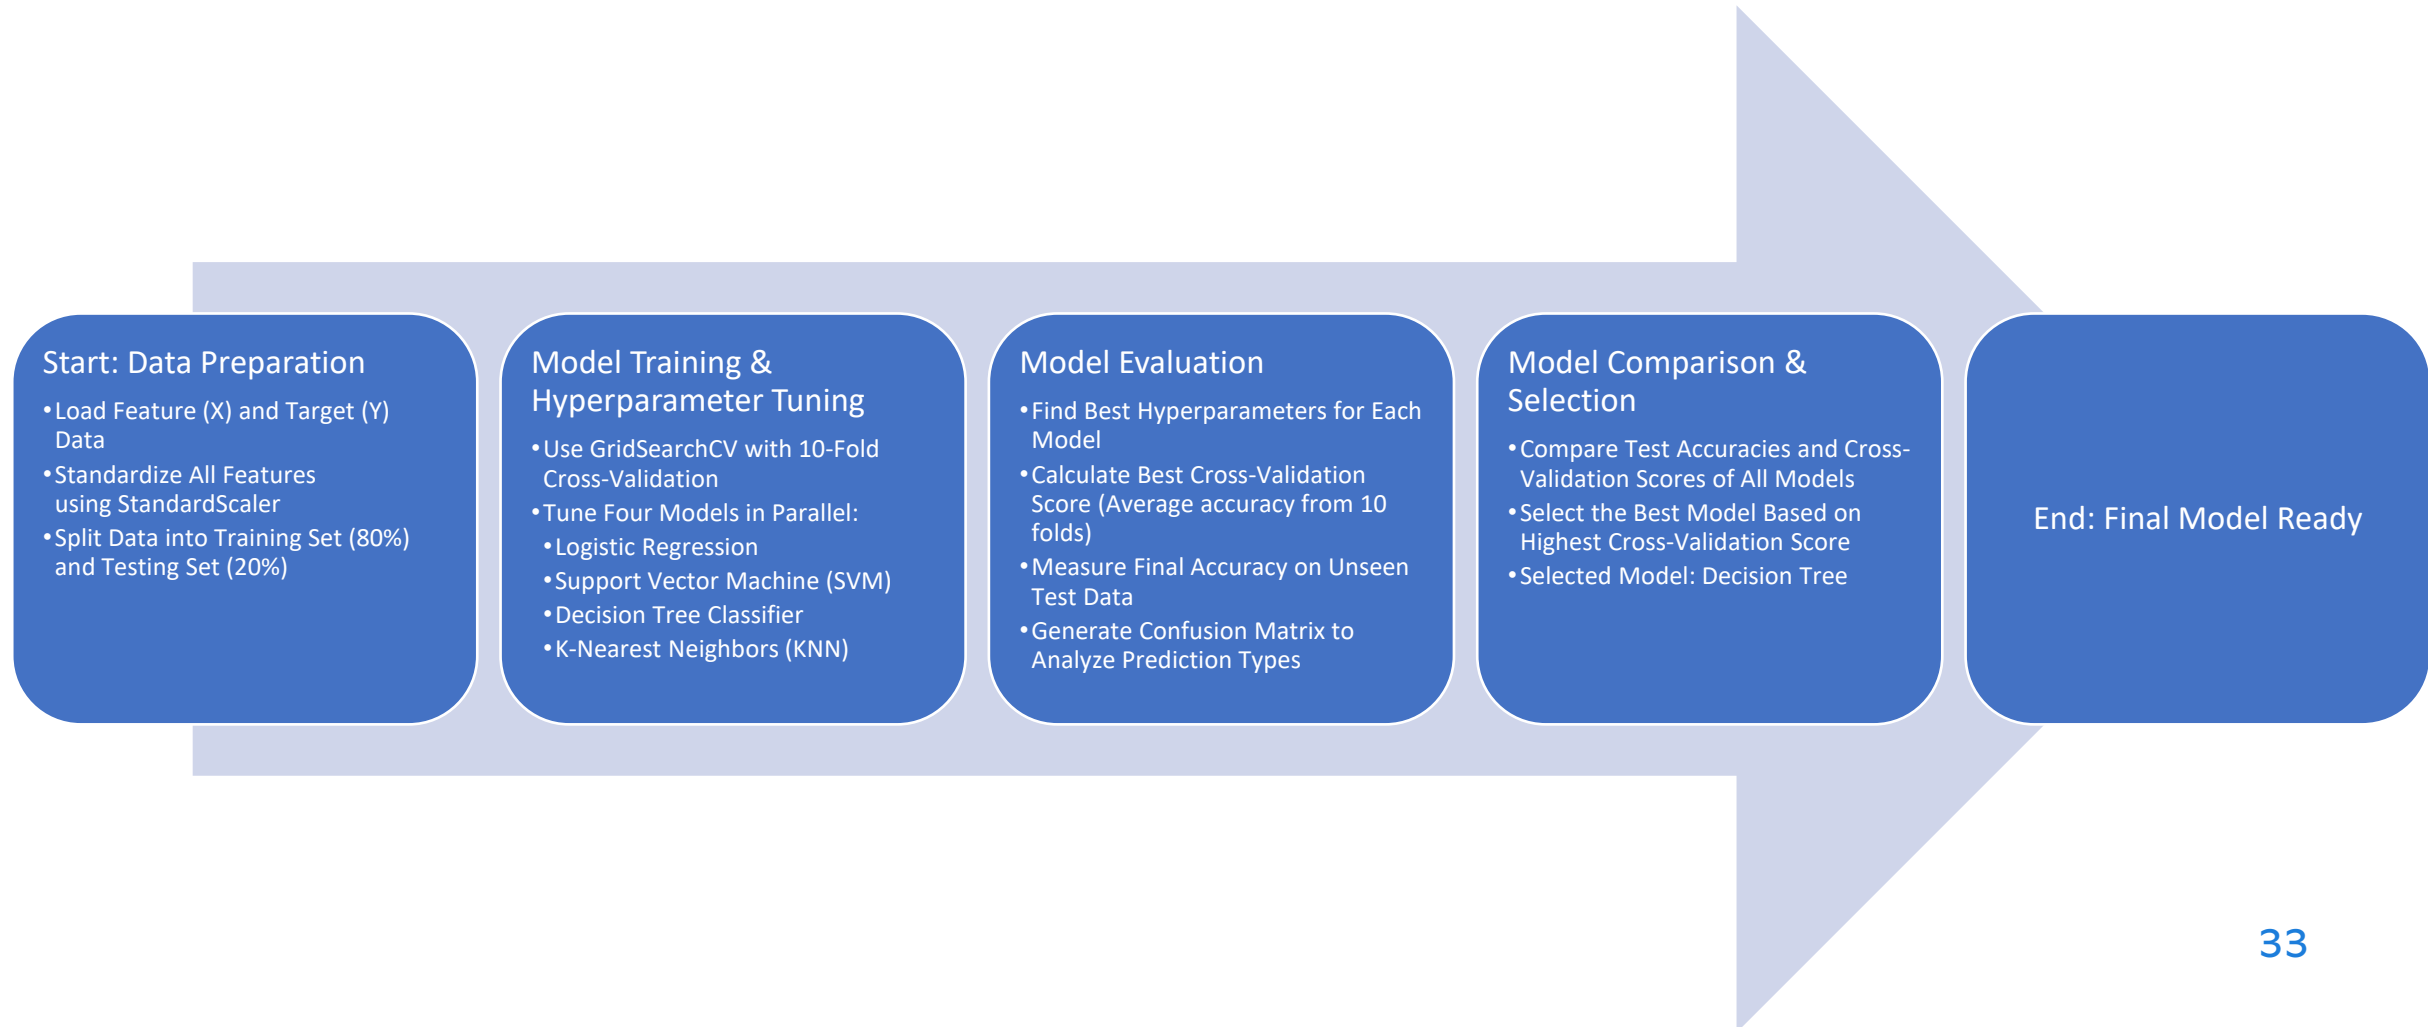 Start: Data Preparation
•Load Feature (X) and Target (Y)
Data
•Standardize All Features
using StandardScaler
•Split Data into Training Set (80%)
and Testing Set (20%)
Model Training &
Hyperparameter Tuning
•Use GridSearchCV with 10-Fold
Cross-Validation
•Tune Four Models in Parallel:
•Logistic Regression
•Support Vector Machine (SVM)
•Decision Tree Classifier
•K-Nearest Neighbors (KNN)
Model Evaluation
•Find Best Hyperparameters for Each
Model
•Calculate Best Cross-Validation
Score (Average accuracy from 10
folds)
•Measure Final Accuracy on Unseen
Test Data
•Generate Confusion Matrix to
Analyze Prediction Types
Model Comparison &
Selection
•Compare Test Accuracies and Cross-
Validation Scores of All Models
•Select the Best Model Based on
Highest Cross-Validation Score
•Selected Model: Decision Tree
End: Final Model Ready
33